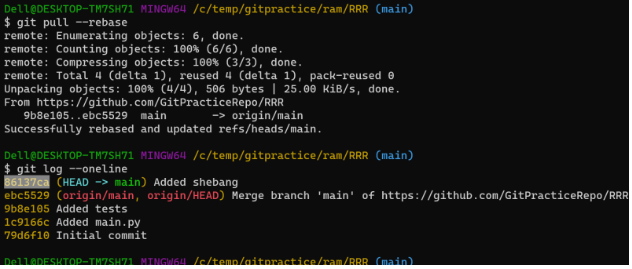 Dell@DESKTOP-TM7SH71 MINGW64 /c/temp/gitpractice/ram/RRR (main)
$ git pull --rebase
remote: Enumerating objects: 6, done.
remote: Counting objects: 100% (6/6), done.
remote: Compressing objects: 100% (3/3), done.
remote: Total 4 (delta 1), reused 4 (delta 1), pack-reused 0
Unpacking objects: 100% (4/4), 506 bytes | 25.00 KiB/s, done.
From https://github.com/GitPracticeRepo/RRR
   9b8e105..ebc5529  main       -> origin/main
Successfully rebased and updated refs/heads/main.
Dell@DESKTOP-TM7SH71 MINGW64 /c/temp/gitpractice/ram/RRR (main)
$ git log --oneline
86137ca (HEAD -> main) Added shebang
ebc5529 (origin/main, origin/HEAD) Merge branch 'main' of https://github.com/GitPracticeRepo/RRR
9b8e105 Added tests
1c9166c Added main.py
79d6f10 Initial commit
Dell@DESKTOP-TM7SH71 MINGW64 /c/temp/gitpractice/ram/RRR (main)